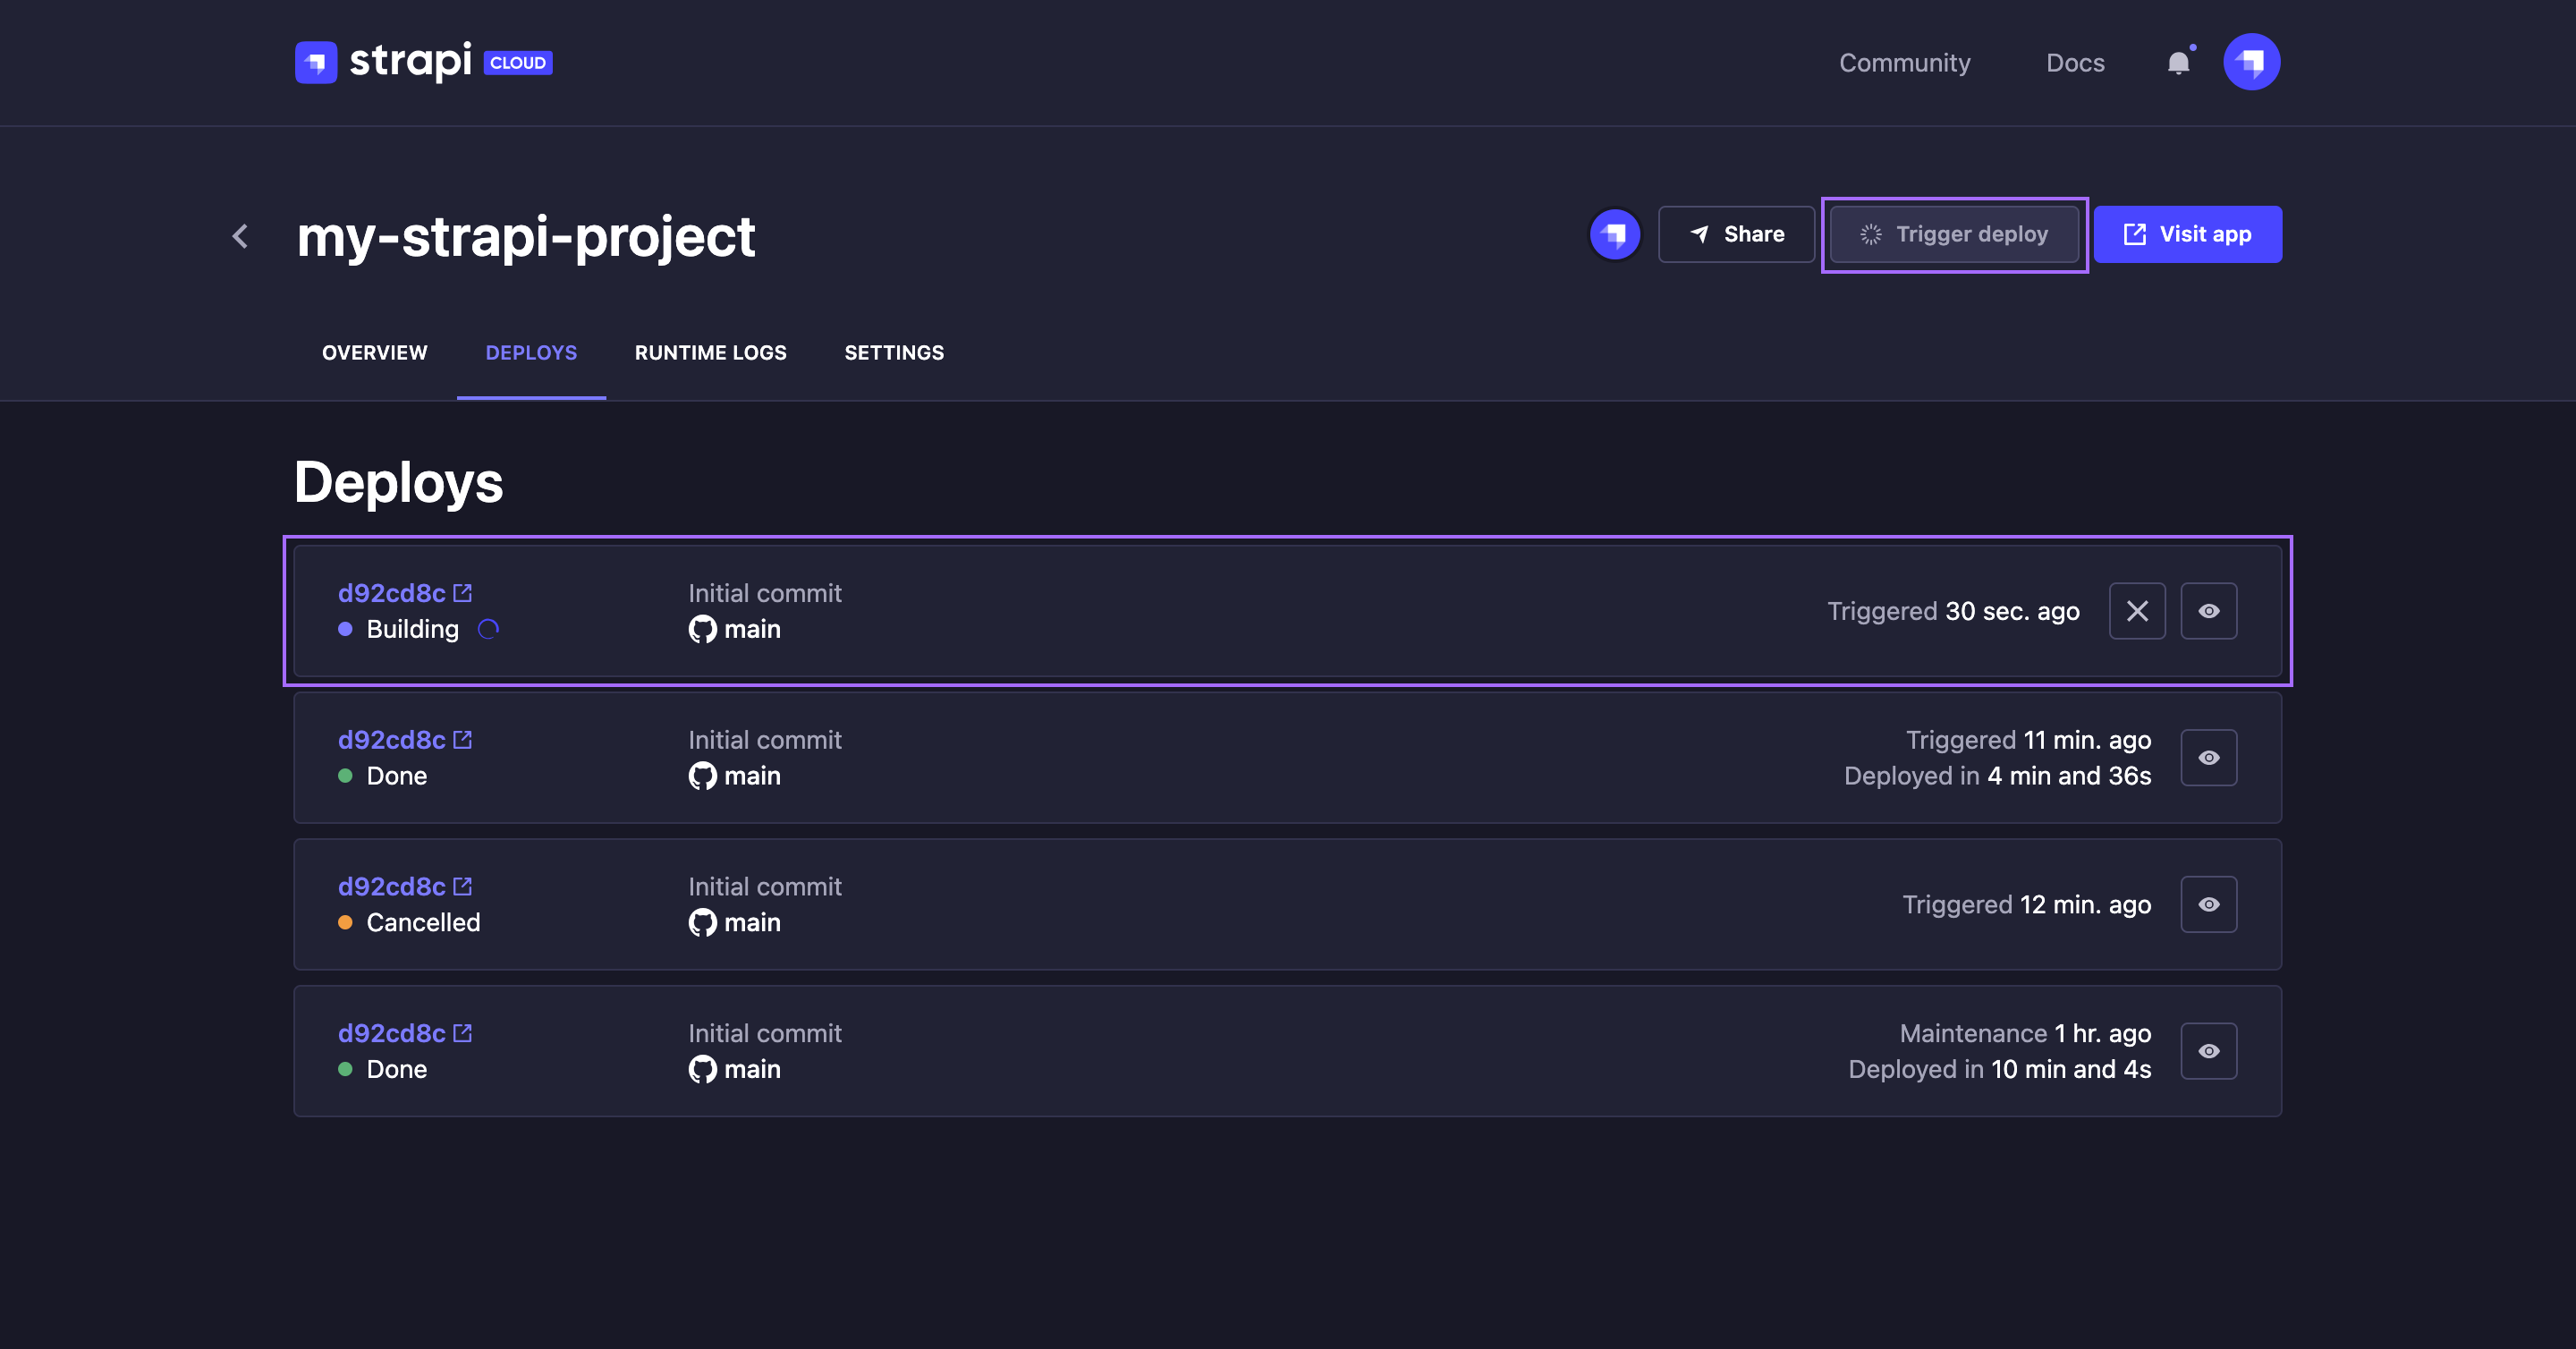 strapi CLOUD
Community Docs
my-strapi-project
Share
Trigger deploy
Visit app
OVERVIEW DEPLOYS RUNTIME LOGS SETTINGS
Deploys
d92cd8c Initial commit
Building main
Triggered 30 sec. ago
d92cd8c Initial commit Triggered 11 min. ago
Done main Deployed in 4 min and 36s
d92cd8c Initial commit
Cancelled main
Triggered 12 min. ago
d92cd8c Initial commit Maintenance 1 hr. ago
Done main Deployed in 10 min and 4s